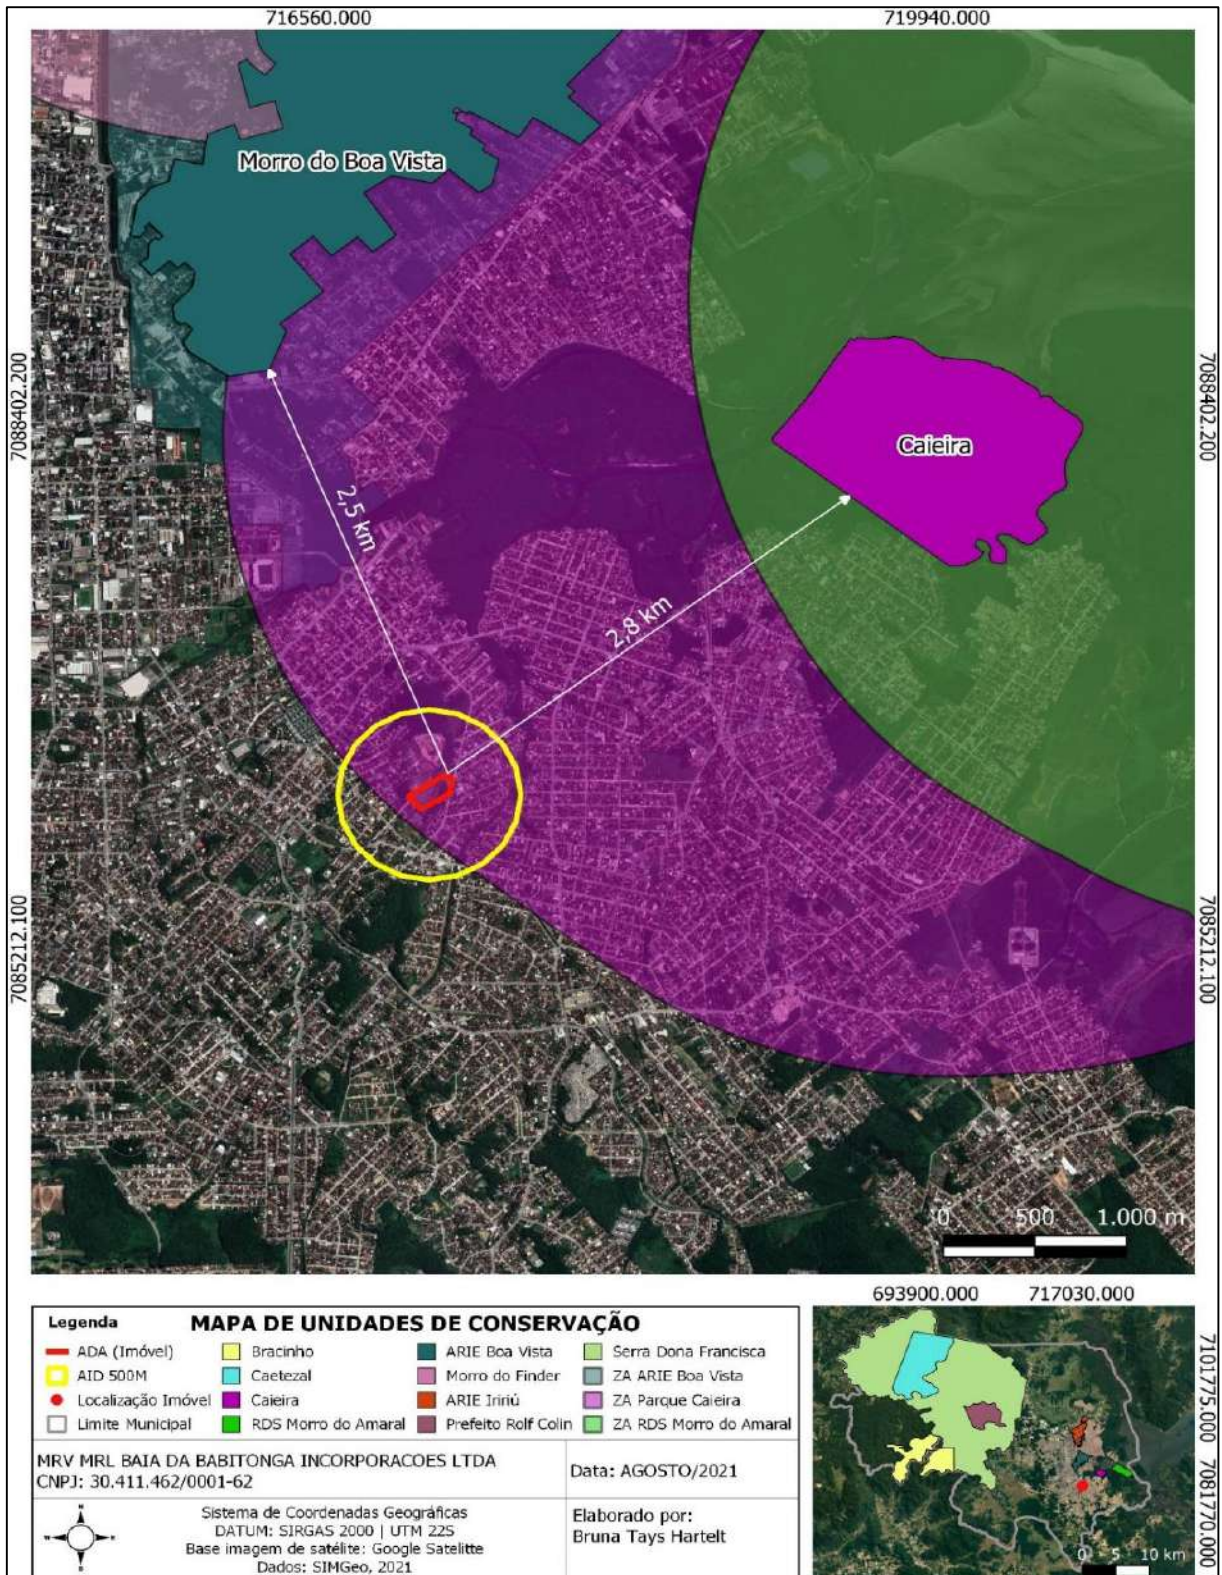 716560.000
719940.000
Morro do Boa Vista
7088402.200
7088402.200
Caieira
2,5 km
2,8 km
7085212.100
7085212.100
0 500 1.000 m
Legenda
MAPA DE UNIDADES DE CONSERVAÇÃO
ADA (Imóvel)
Bracinho
ARIE Boa Vista
Serra Dona Francisca
AID 500M
Caetezal
Morro do Finder
ZA ARIE Boa Vista
Localização Imóvel
Caieira
ARIE Iririú
ZA Parque Caieira
Limite Municipal
RDS Morro do Amaral
Prefeito Rolf Colin
ZA RDS Morro do Amaral
MRV MRL BAIA DA BABITONGA INCORPORACOES LTDA
CNPJ: 30.411.462/0001-62
Data: AGOSTO/2021
Sistema de Coordenadas Geográficas
DATUM: SIRGAS 2000 | UTM 22S
Base imagem de satélite: Google Satelitte
Dados: SIMGeo, 2021
Elaborado por:
Bruna Tays Hartelt
693900.000
717030.000
7101775.000
7081770.000
0 5 10 km